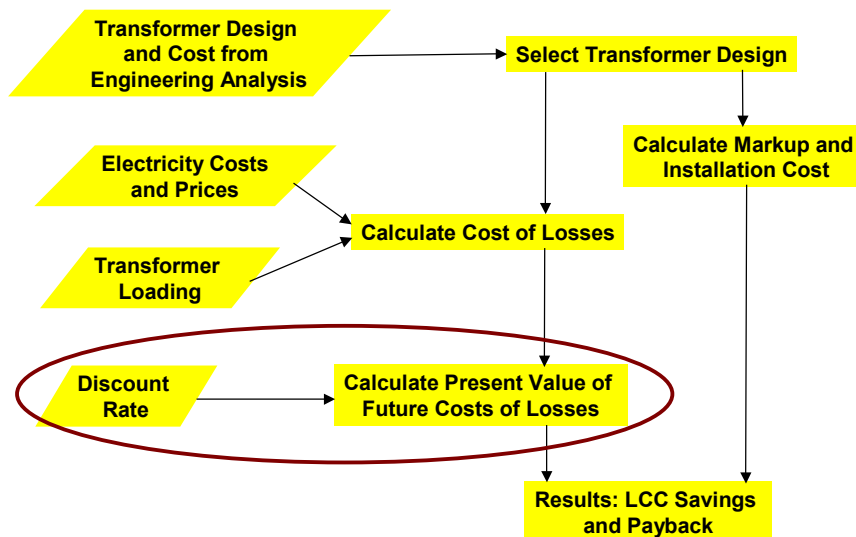 Transformer Design
and Cost from
Engineering Analysis
Select Transformer Design
Calculate Markup and
Installation Cost
Electricity Costs
and Prices
Calculate Cost of Losses
Transformer
Loading
Discount
Rate
Calculate Present Value of
Future Costs of Losses
Results: LCC Savings
and Payback